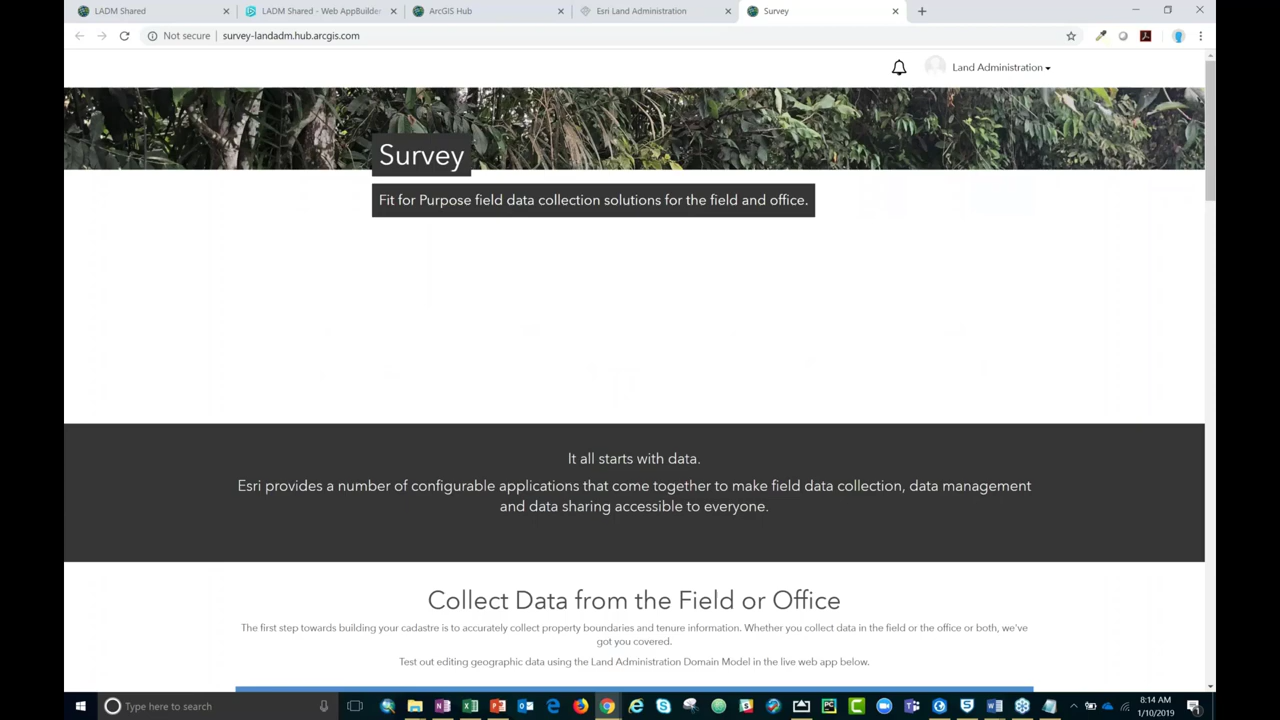 LADM Shared
LADM Shared - Web AppBuilde
ArcGIS Hub
Esri Land Administration
Survey
Not secure
survey-landadm.hub.arcgis.com
Land Administration
Survey
Fit for Purpose field data collection solutions for the field and office.
It all starts with data.
Esri provides a number of configurable applications that come together to make field data collection, data management
and data sharing accessible to everyone.
Collect Data from the Field or Office
The first step towards building your cadastre is to accurately collect property boundaries and tenure information. Whether you collect data in the field or the office or both, we've
got you covered.
Test out editing geographic data using the Land Administration Domain Model in the live web app below.
Type here to search
8:14 AM
1/10/2019